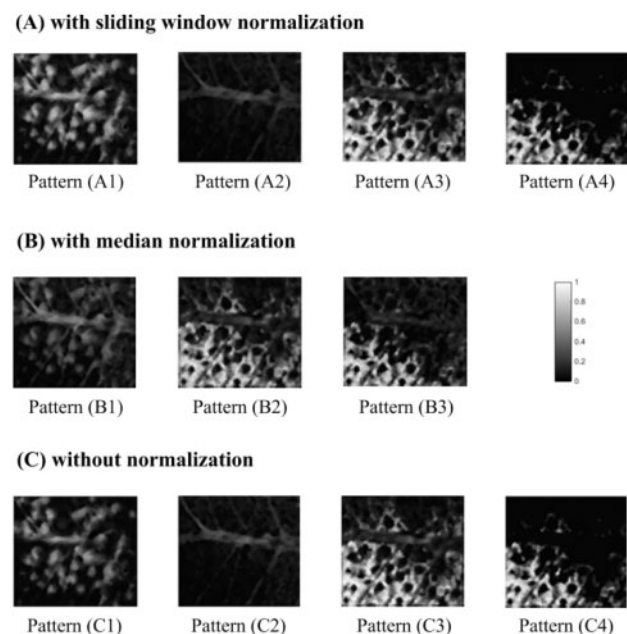 (A) with sliding window normalization
Pattern (A1) Pattern (A2) Pattern (A3) Pattern (A4)
(B) with median normalization
1
0.8
0.6
0.4
0.2
0
Pattern (B1) Pattern (B2) Pattern (B3)
(C) without normalization
Pattern (C1) Pattern (C2) Pattern (C3) Pattern (C4)